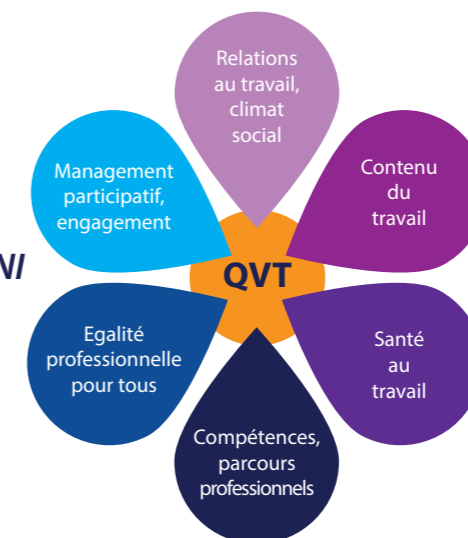 Relations
au travail,
climat
social
Contenu
du
travail
Santé
au
travail
Compétences,
parcours
professionnels
Egalité
professionnelle
pour tous
Management
participatif,
engagement
QVT
NI